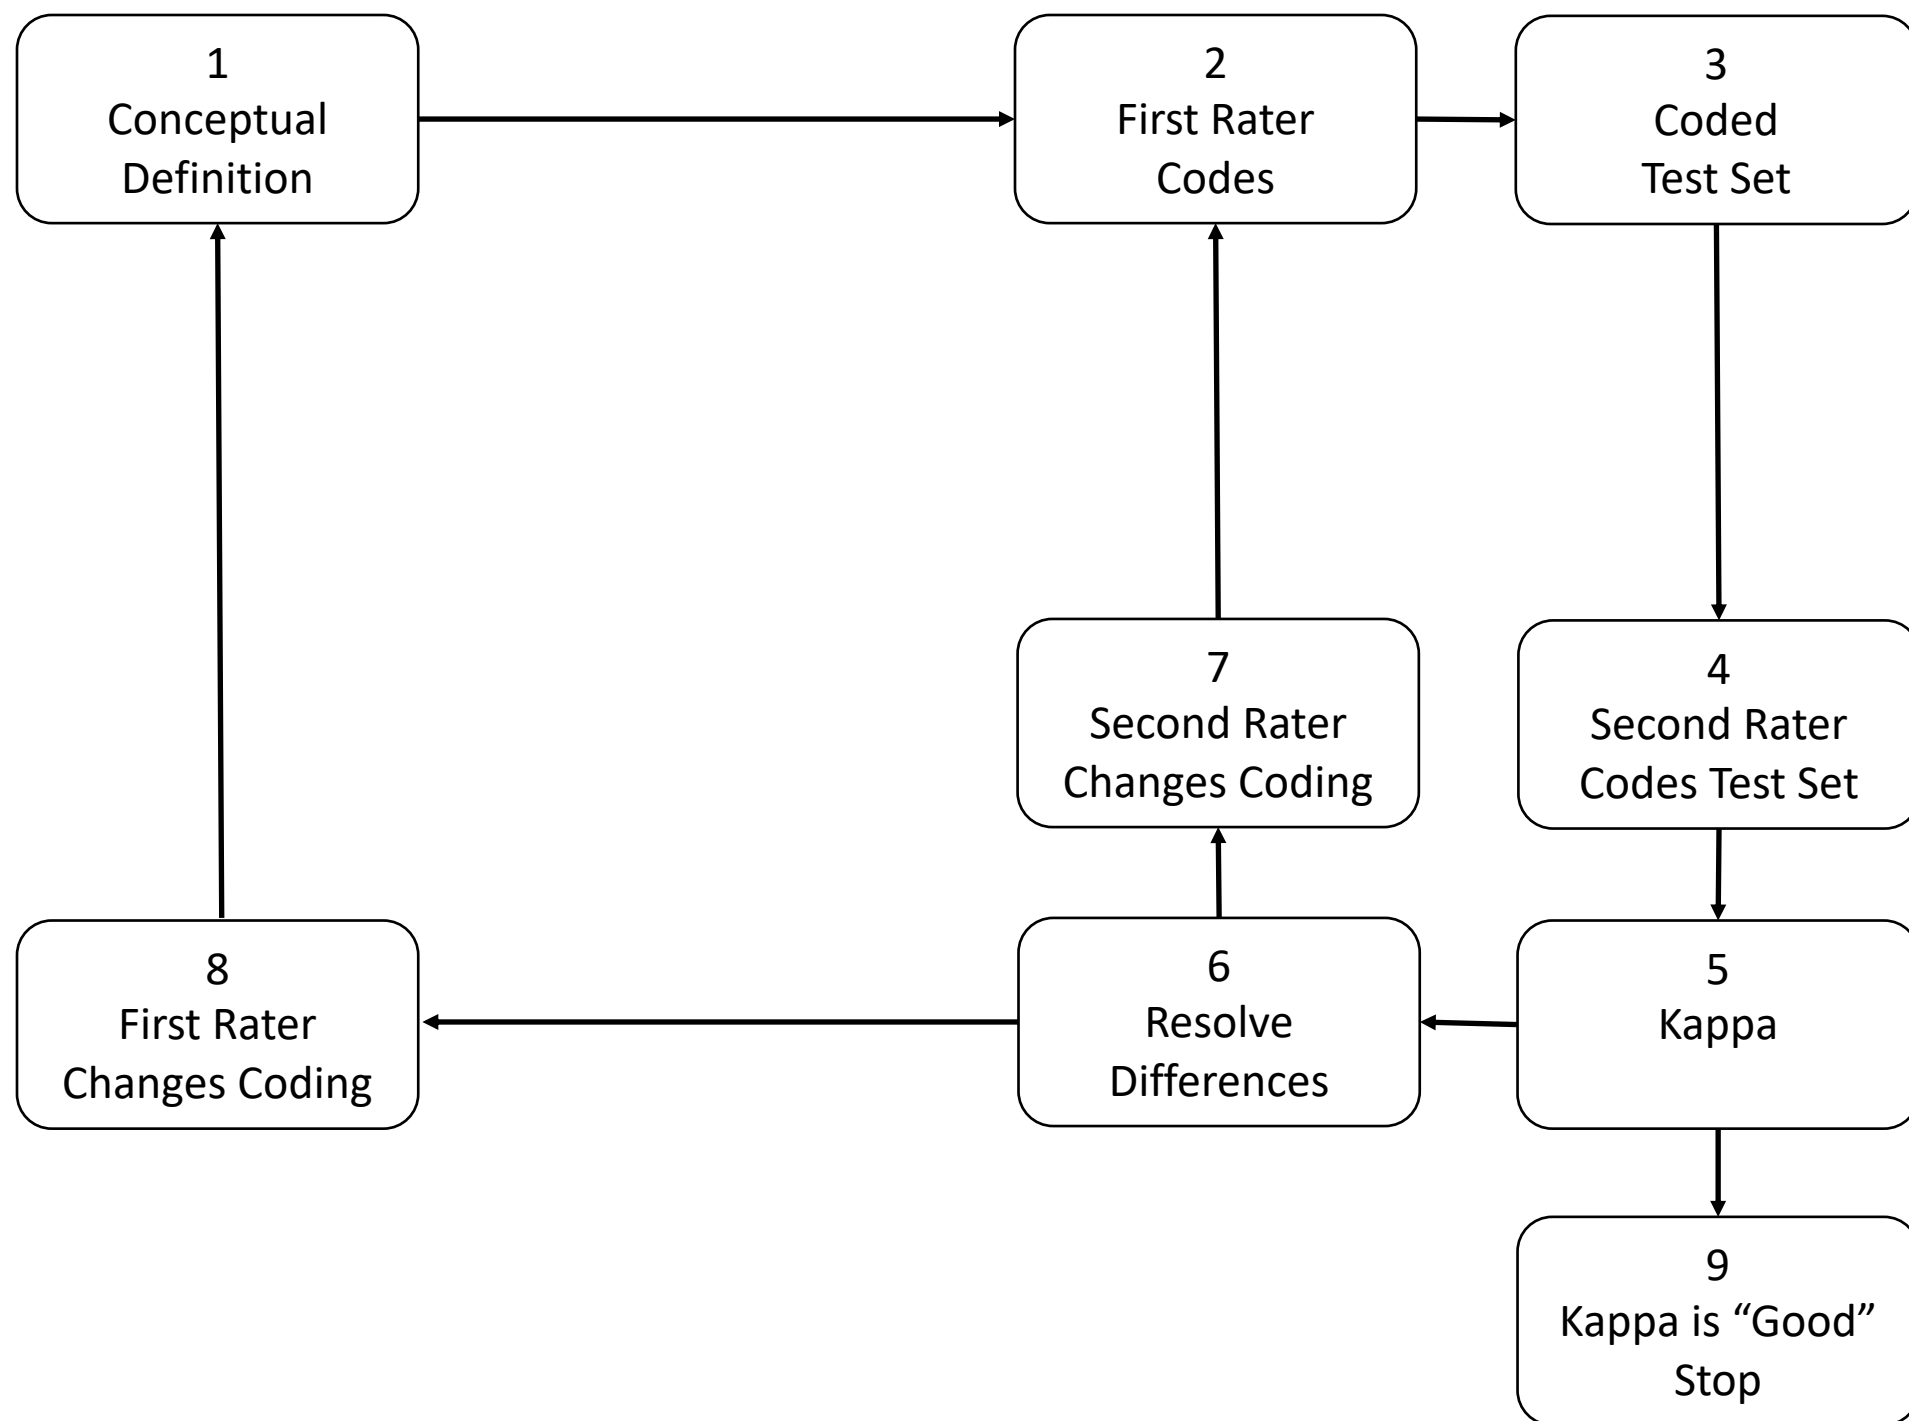 1
Conceptual
Definition
2
First Rater
Codes
3
Coded
Test Set
4
Second Rater
Codes Test Set
5
Kappa
6
Resolve
Differences
7
Second Rater
Changes Coding
8
First Rater
Changes Coding
9
Kappa is “Good”
Stop